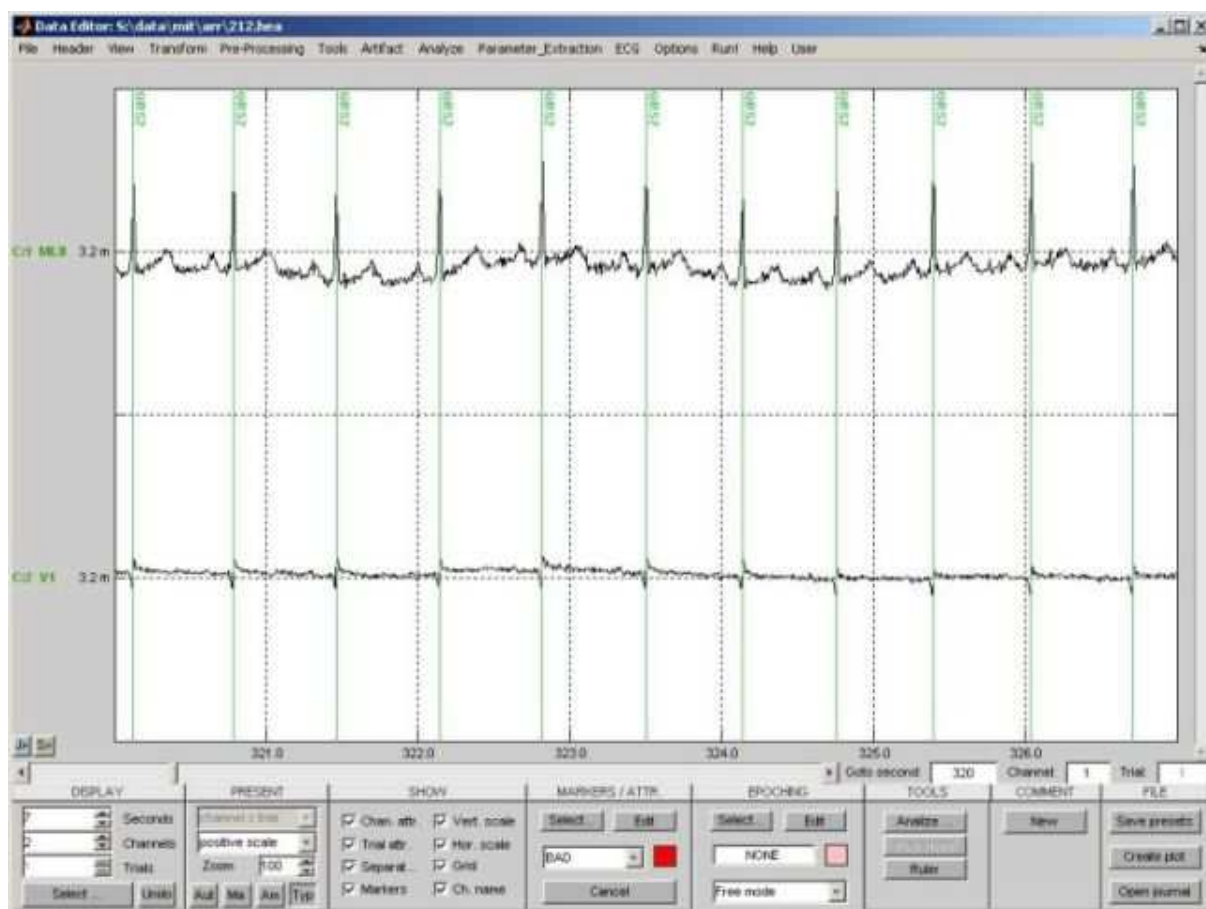 Data Editor: S:\data\mit\arr\212.hea
File Header View Transform Pre-Processing Tools Artifact Analyze Parameter_Extraction ECG Options Run! Help User
3.2 m
V1 3.2 m
321.0 322.0 323.0 324.0 325.0 326.0
Goto second: 320 Channel: 1 Trial: 1
DISPLAY PRESENT SHOW MARKERS / ATTR. EPOCHING TOOLS COMMENT FILE
7 Seconds
2 Channels
1 Trials
Select ... Undo
positive scale
Zoom 100
Aut Ma Am Typ
Chan. attr. Vert. scale
Trial attr. Hor. scale
Separat... Grid
Markers Ch. name
Select... Edit
BAD
Cancel
Select... Edit
NONE
Free mode
Analize...
Ruler
New
Save presets
Create plot
Open journal